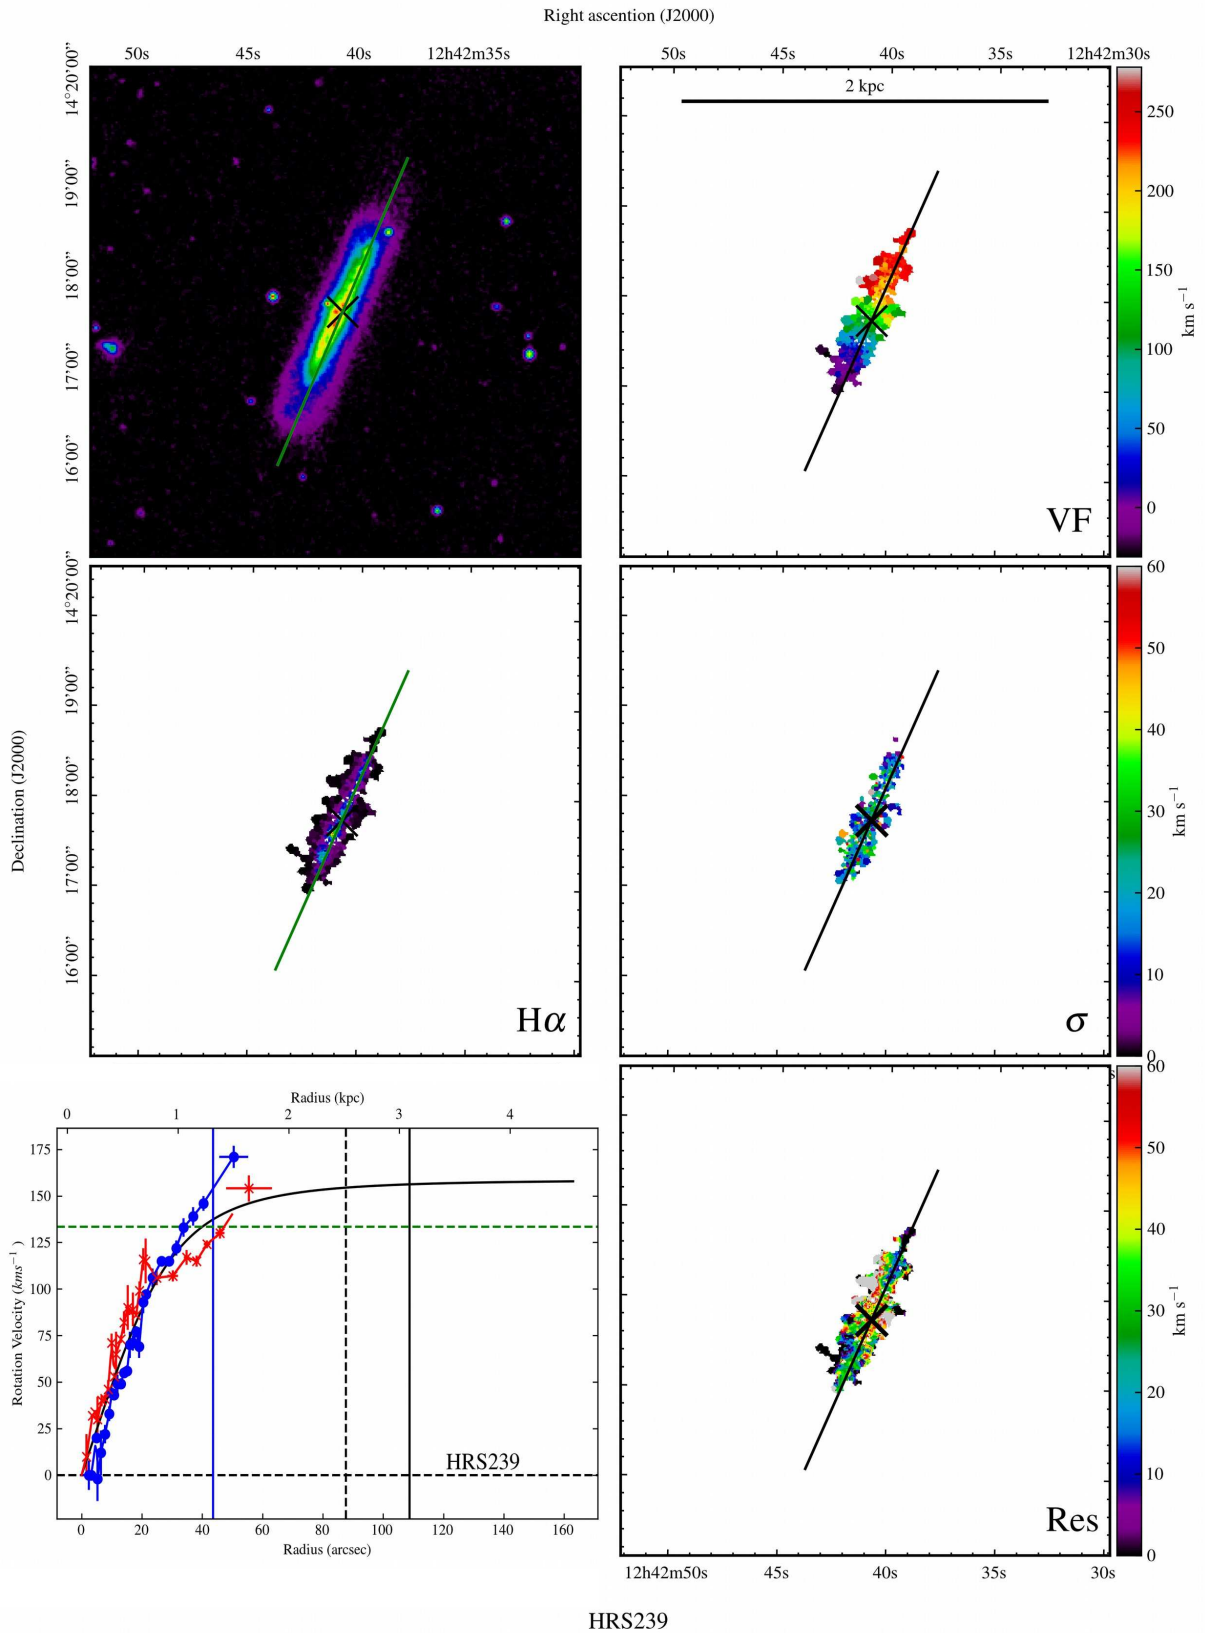 Right ascention (J2000)
50s 45s 40s 12h42m35s
50s 45s 40s 35s 12h42m30s
14°20'00” 19'00” 18'00” 17'00” 16'00”
2 kpc
VF
250
200
150
100
50
0
km s⁻¹
Declination (J2000)
14°20'00” 19'00” 18'00” 17'00” 16'00”
Hα
σ
60
50
40
30
20
10
0
km s⁻¹
Radius (kpc)
0 1 2 3 4
Rotation Velocity (kms⁻¹ )
175
150
125
100
75
50
25
0
HRS239
0 20 40 60 80 100 120 140 160
Radius (arcsec)
s
Res
60
50
40
30
20
10
0
km s⁻¹
12h42m50s 45s 40s 35s 30s
HRS239